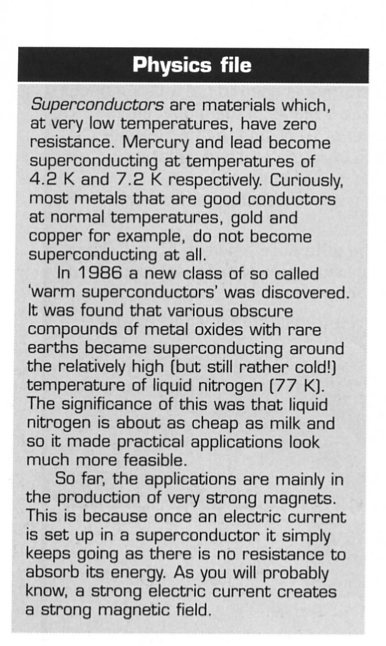 Physics file
Superconductors are materials which,
at very low temperatures, have zero
resistance. Mercury and lead become
superconducting at temperatures of
4.2 K and 7.2 K respectively. Curiously,
most metals that are good conductors
at normal temperatures, gold and
copper for example, do not become
superconducting at all.
In 1986 a new class of so called
'warm superconductors' was discovered.
It was found that various obscure
compounds of metal oxides with rare
earths became superconducting around
the relatively high (but still rather cold!)
temperature of liquid nitrogen (77 K).
The significance of this was that liquid
nitrogen is about as cheap as milk and
so it made practical applications look
much more feasible.
So far, the applications are mainly in
the production of very strong magnets.
This is because once an electric current
is set up in a superconductor it simply
keeps going as there is no resistance to
absorb its energy. As you will probably
know, a strong electric current creates
a strong magnetic field.